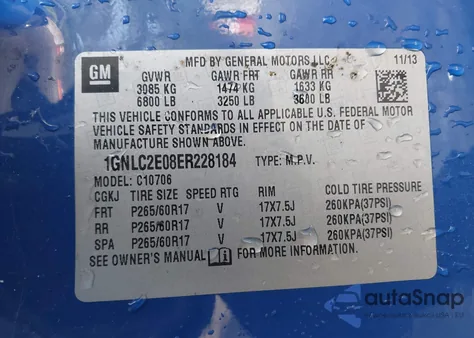 GM
MFD BY GENERAL MOTORS LLC
11/13
GVWR GAWR FRT GAWR RR
3985 KG 1474 KG 1633 KG
6800 LB 3250 LB 3600 LB
THIS VEHICLE CONFORMS TO ALL APPLICABLE U.S. FEDERAL MOTOR
VEHICLE SAFETY STANDARDS IN EFFECT ON THE DATE OF
MANUFACTURE SHOWN ABOVE.
1GNLC2E08ER228184 TYPE: M.P.V.
MODEL: C10706
CGKJ TIRE SIZE SPEED RTG RIM COLD TIRE PRESSURE
FRT P265/60R17 V 17X7.5J 260KPA(37PSI)
RR P265/60R17 V 17X7.5J 260KPA(37PSI)
SPA P265/60R17 V 17X7.5J 260KPA(37PSI)
SEE OWNER'S MANUAL FOR MORE INFORMATION.
autaSnap